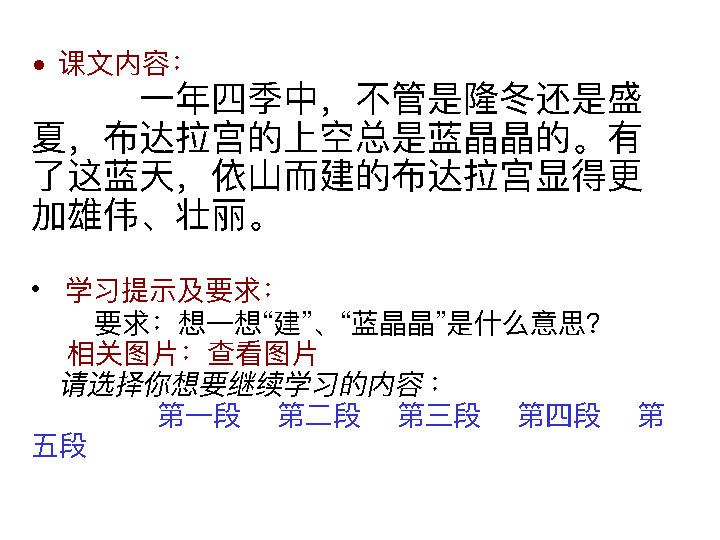 • 课文内容：
一年四季中，不管是隆冬还是盛
夏，布达拉宫的上空总是蓝晶晶的。有
了这蓝天，依山而建的布达拉宫显得更
加雄伟、壮丽。
• 学习提示及要求：
要求：想一想“建”、“蓝晶晶”是什么意思？
相关图片：查看图片
请选择你想要继续学习的内容：
第一段 第二段 第三段 第四段 第
五段